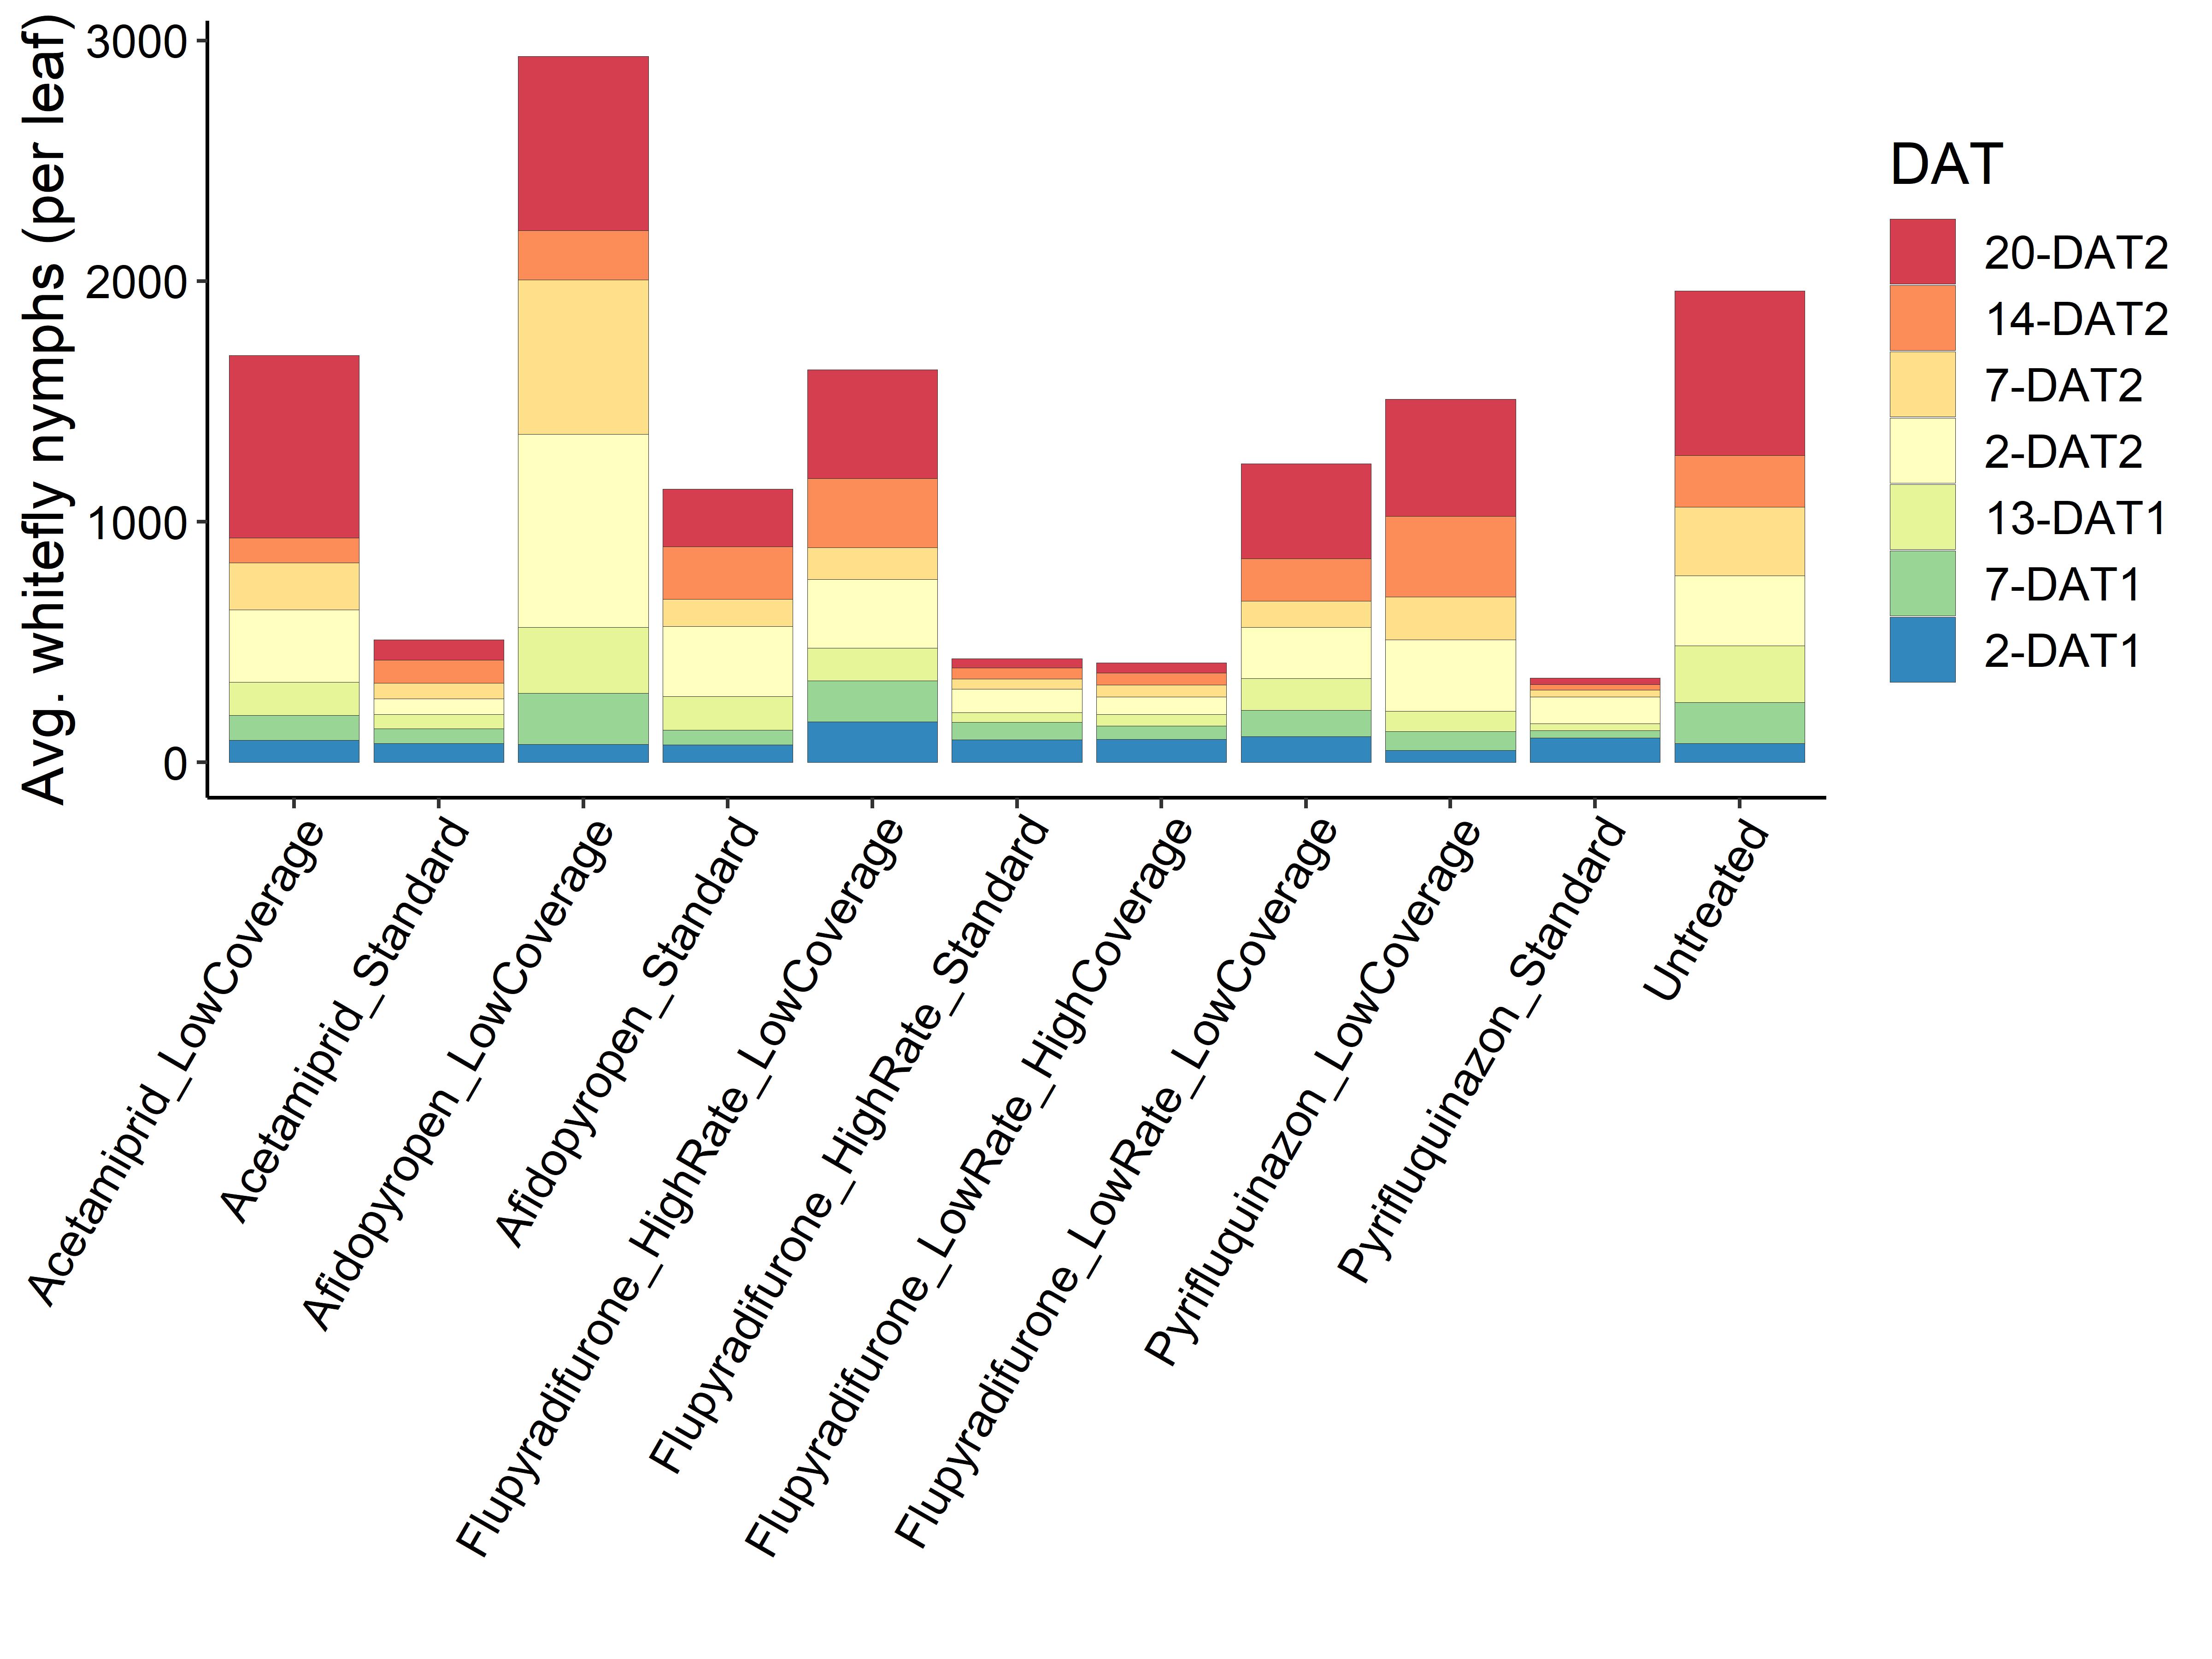 Avg. whitefly nymphs (per leaf)
3000
2000
1000
0
Acetamiprid_LowCoverage
Acetamiprid_Standard
Afidopyropen_LowCoverage
Afidopyropen_Standard
Flupyradifurone_HighRate_LowCoverage
Flupyradifurone_HighRate_Standard
Flupyradifurone_LowRate_HighCoverage
Flupyradifurone_LowRate_LowCoverage
Pyrifluquinazon_LowCoverage
Pyrifluquinazon_Standard
Untreated
DAT
20-DAT2
14-DAT2
7-DAT2
2-DAT2
13-DAT1
7-DAT1
2-DAT1